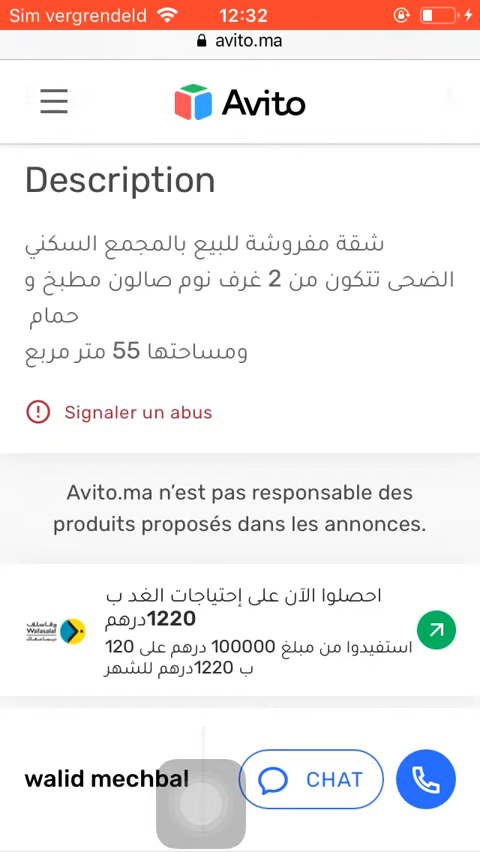 Sim vergrendeld
12:32
avito.ma
Avito
Description
شقة مفروشة للبيع بالمجمع السكني
الضحى تتكون من 2 غرف نوم صالون مطبخ و
حمام
ومساحتها 55 متر مربع
Signaler un abus
Avito.ma n'est pas responsable des
produits proposés dans les annonces.
احصلوا الآن على إحتياجات الغد ب
1220درهم
استفيدوا من مبلغ 100000 درهم على 120
ب 1220درهم للشهر
Wafasalaf
walid mechbal
CHAT